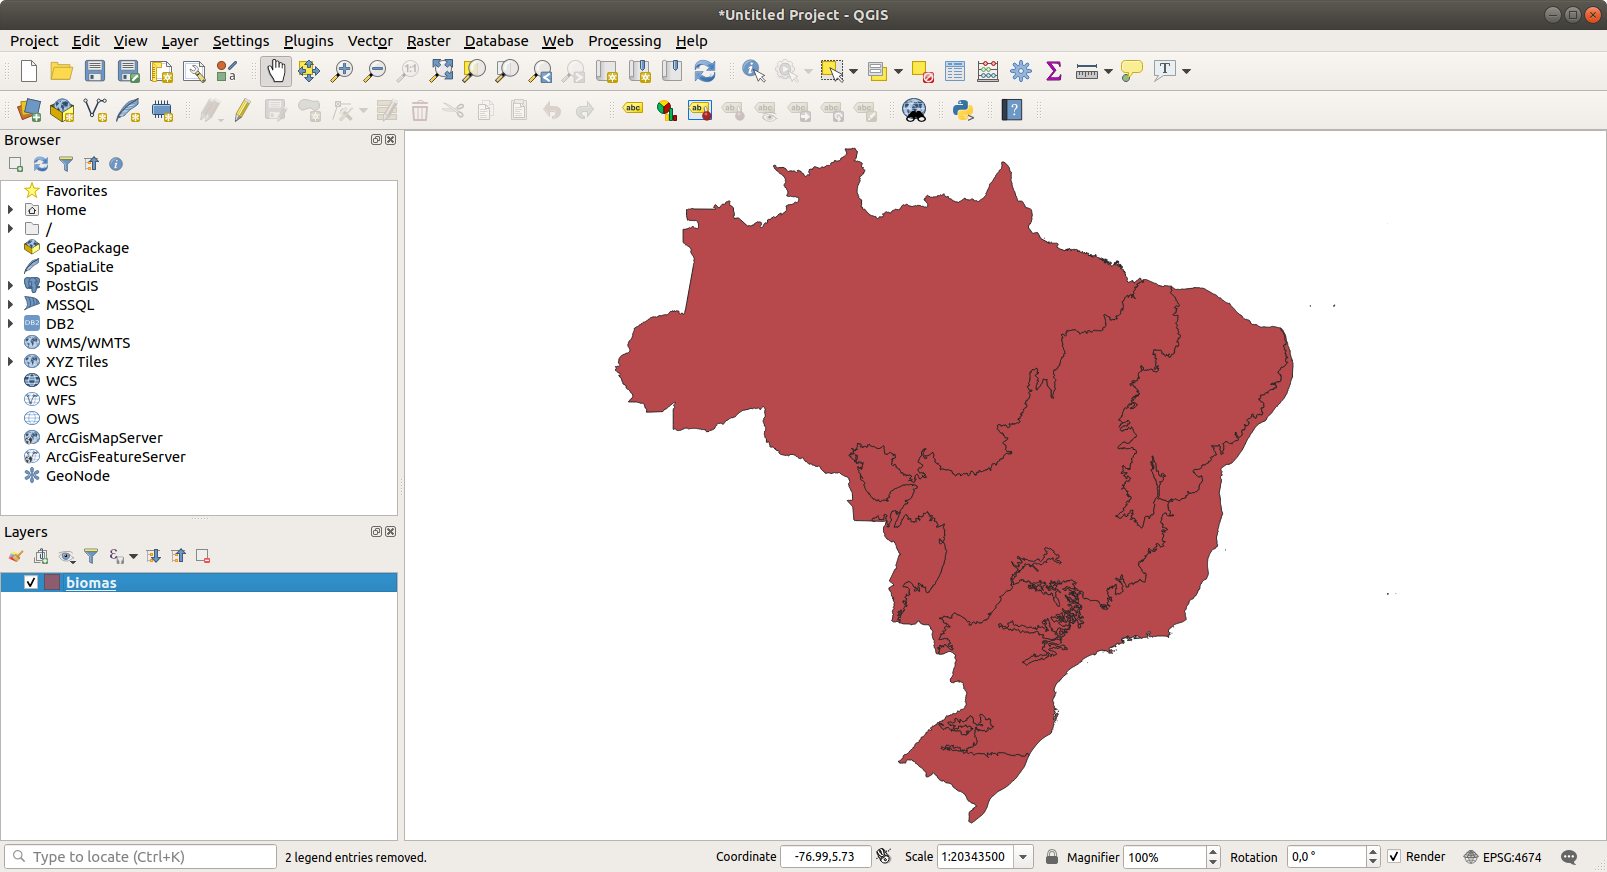 *Untitled Project - QGIS
Project Edit View Layer Settings Plugins Vector Raster Database Web Processing Help
Browser
Favorites
Home
/
GeoPackage
SpatiaLite
PostGIS
MSSQL
DB2
WMS/WMTS
XYZ Tiles
WCS
WFS
OWS
ArcGisMapServer
ArcGisFeatureServer
GeoNode
Layers
biomas
Type to locate (Ctrl+K) 2 legend entries removed. Coordinate -76.99,5.73 Scale 1:20343500 Magnifier 100% Rotation 0,0 ° Render EPSG:4674